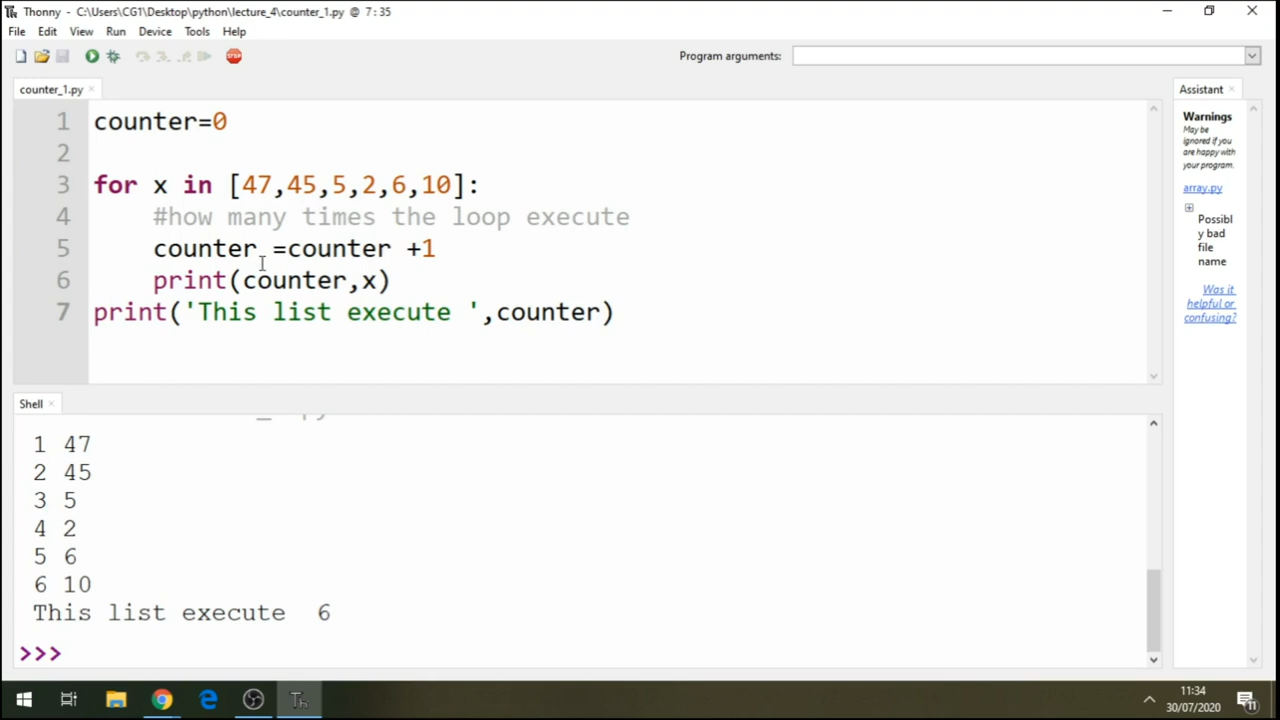 Thonny - C:\Users\CG1\Desktop\python\lecture_4\counter_1.py @ 7:35
File Edit View Run Device Tools Help
STOP
Program arguments:
counter_1.py ×
Assistant ×
1 counter=0
2
3 for x in [47,45,5,2,6,10]:
4 #how many times the loop execute
5 counter =counter +1
6 print(counter,x)
7 print('This list execute ',counter)
Warnings
May be
ignored if you
are happy with
your program.
array.py
Possibl
y bad
file
name
Was it
helpful or
confusing?
Shell ×
1 47
2 45
3 5
4 2
5 6
6 10
This list execute  6
>>>
Th
11:34
30/07/2020
11